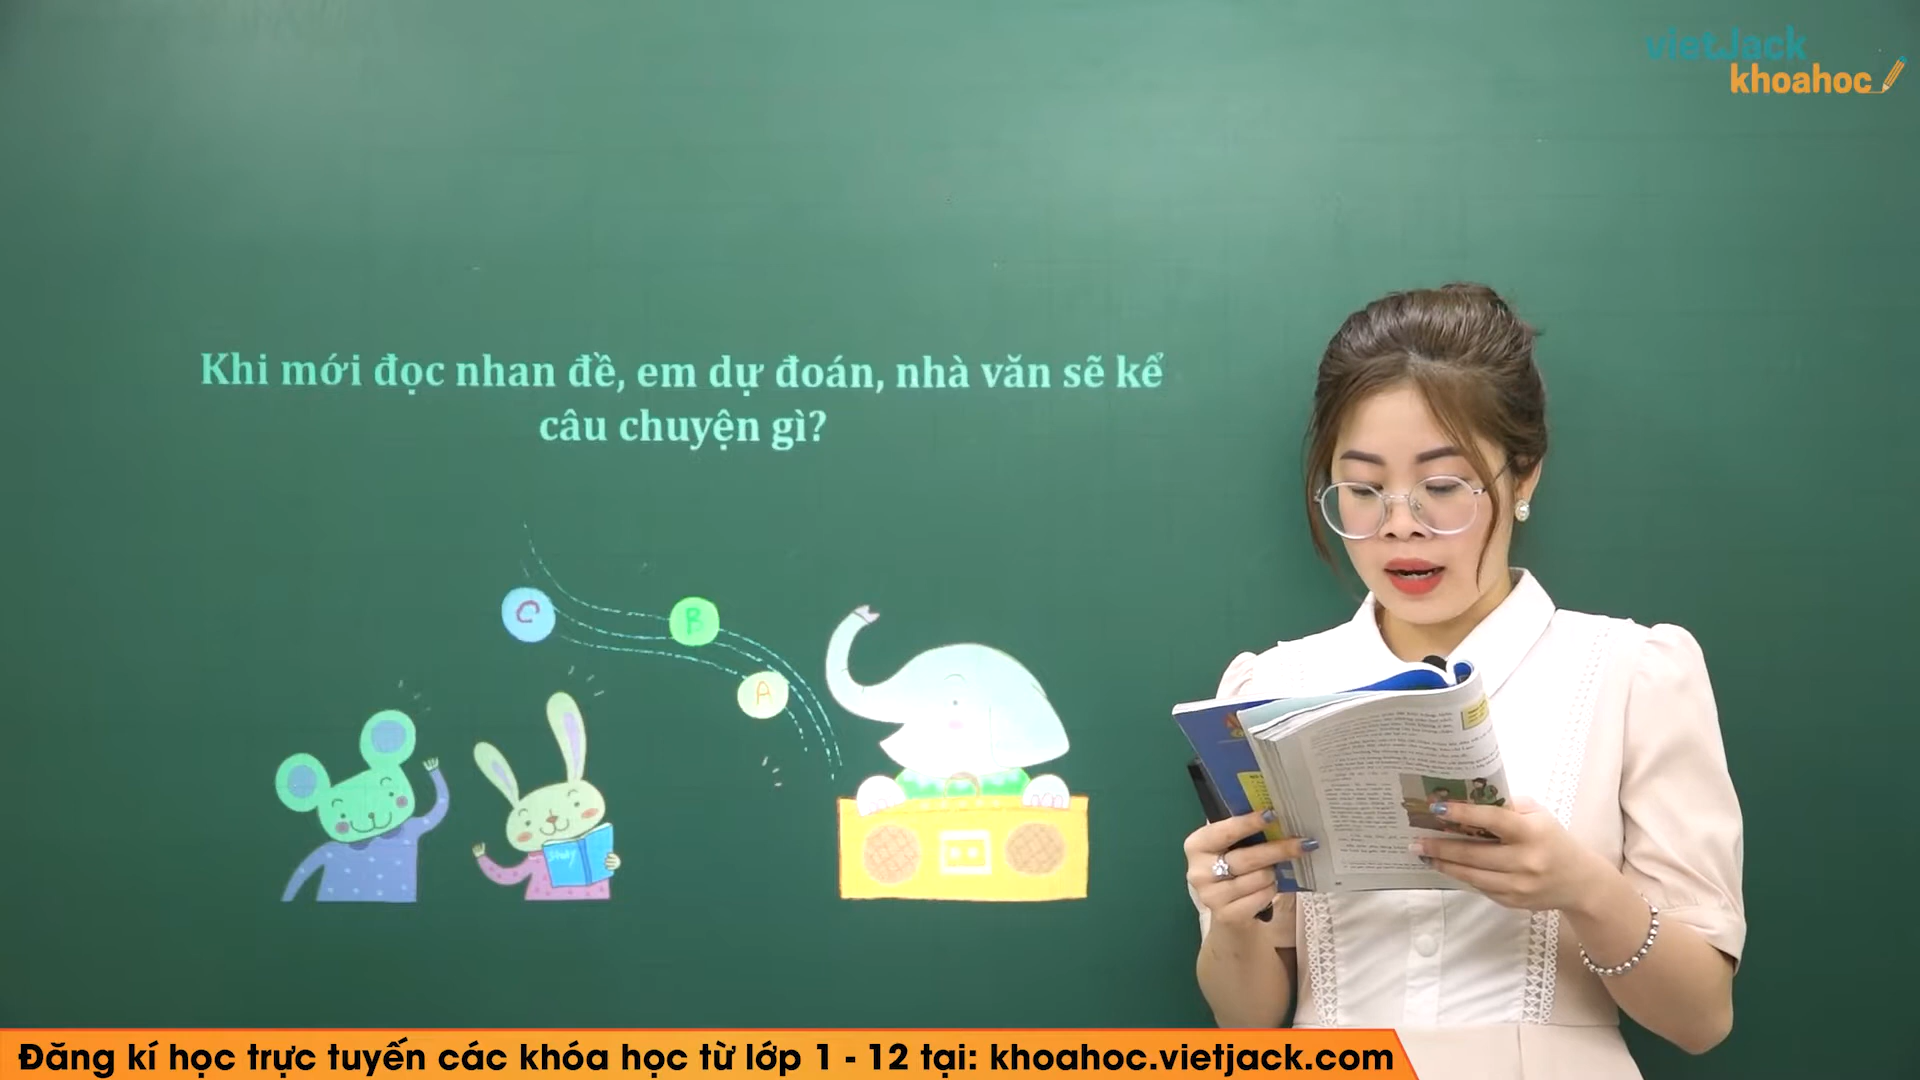 vietJack
khoahoc
Khi mới đọc nhan đề, em dự đoán, nhà văn sẽ kể
câu chuyện gì?
C
B
A
Study
Đăng kí học trực tuyến các khóa học từ lớp 1 - 12 tại: khoahoc.vietjack.com